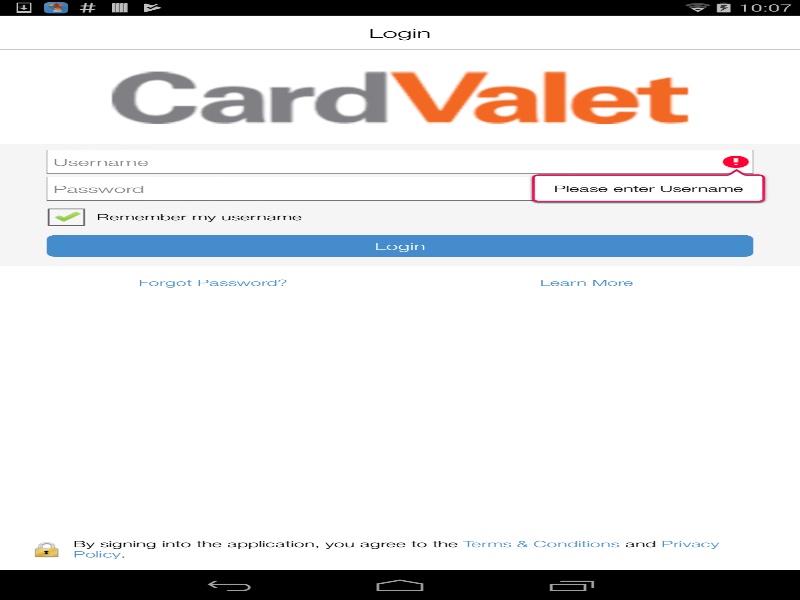 10:07
Login
CardValet
Username
Password
Please enter Username
Remember my username
Login
Forgot Password?
Learn More
By signing into the application, you agree to the Terms & Conditions and Privacy
Policy.